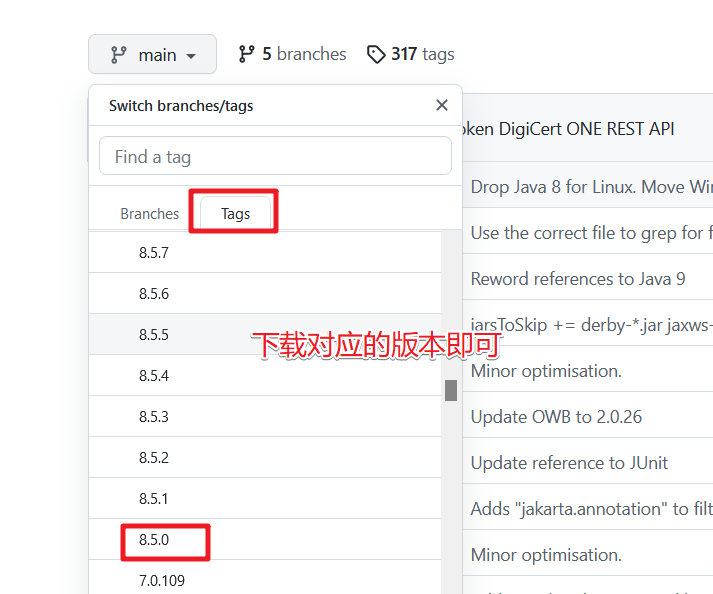 main
5 branches
317 tags
Switch branches/tags
Find a tag
Branches
Tags
8.5.7
8.5.6
8.5.5
8.5.4
8.5.3
8.5.2
8.5.1
8.5.0
7.0.109
下载对应的版本即可
ken DigiCert ONE REST API
Drop Java 8 for Linux. Move Wi
Use the correct file to grep for f
Reword references to Java 9
jarsToSkip += derby-*.jar jaxws-
Minor optimisation.
Update OWB to 2.0.26
Update reference to JUnit
Adds "jakarta.annotation" to filt
Minor optimisation.